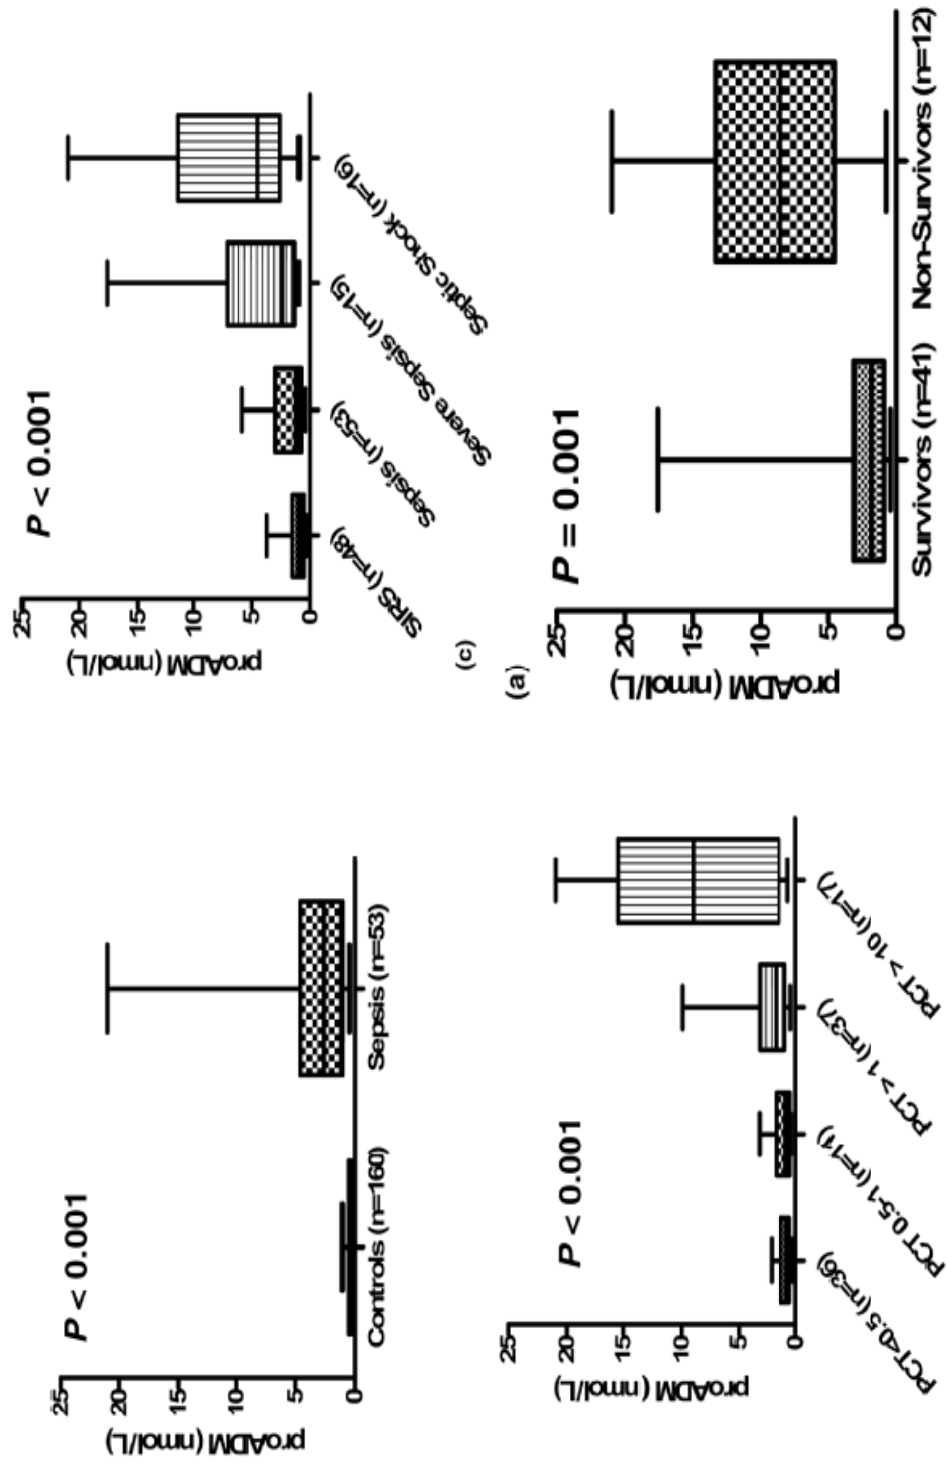 P < 0.001
proADM (nmol/L)
25
20
15
10
5
0
Controls (n=160)
Sepsis (n=53)
P < 0.001
proADM (nmol/L)
25
20
15
10
5
0
SIRS (n=48)
Sepsis (n=53)
Severe Sepsis (n=15)
Septic Shock (n=16)
(c)
(a)
P < 0.001
proADM (nmol/L)
25
20
15
10
5
0
PCT<0.5 (n=36)
PCT 0.5-1 (n=11)
PCT > 1 (n=37)
PCT > 10 (n=17)
P = 0.001
proADM (nmol/L)
25
20
15
10
5
0
Survivors (n=41)
Non-Survivors (n=12)